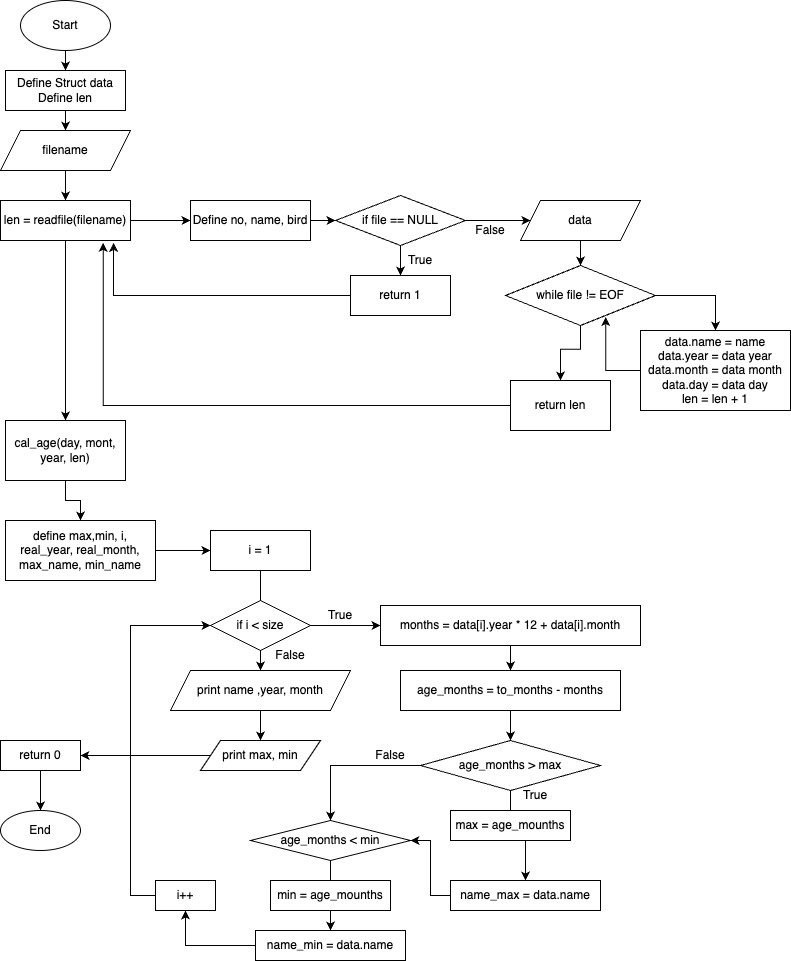 Start
Define Struct data
Define len
filename
len = readfile(filename)
Define no, name, bird
if file == NULL
False
data
True
return 1
while file != EOF
data.name = name
data.year = data year
data.month = data month
data.day = data day
len = len + 1
return len
cal_age(day, mont,
year, len)
define max,min, i,
real_year, real_month,
max_name, min_name
i = 1
if i < size
True
months = data[i].year * 12 + data[i].month
False
print name ,year, month
age_months = to_months - months
return 0
print max, min
False
age_months > max
True
max = age_mounths
End
age_months < min
i++
min = age_mounths
name_max = data.name
name_min = data.name